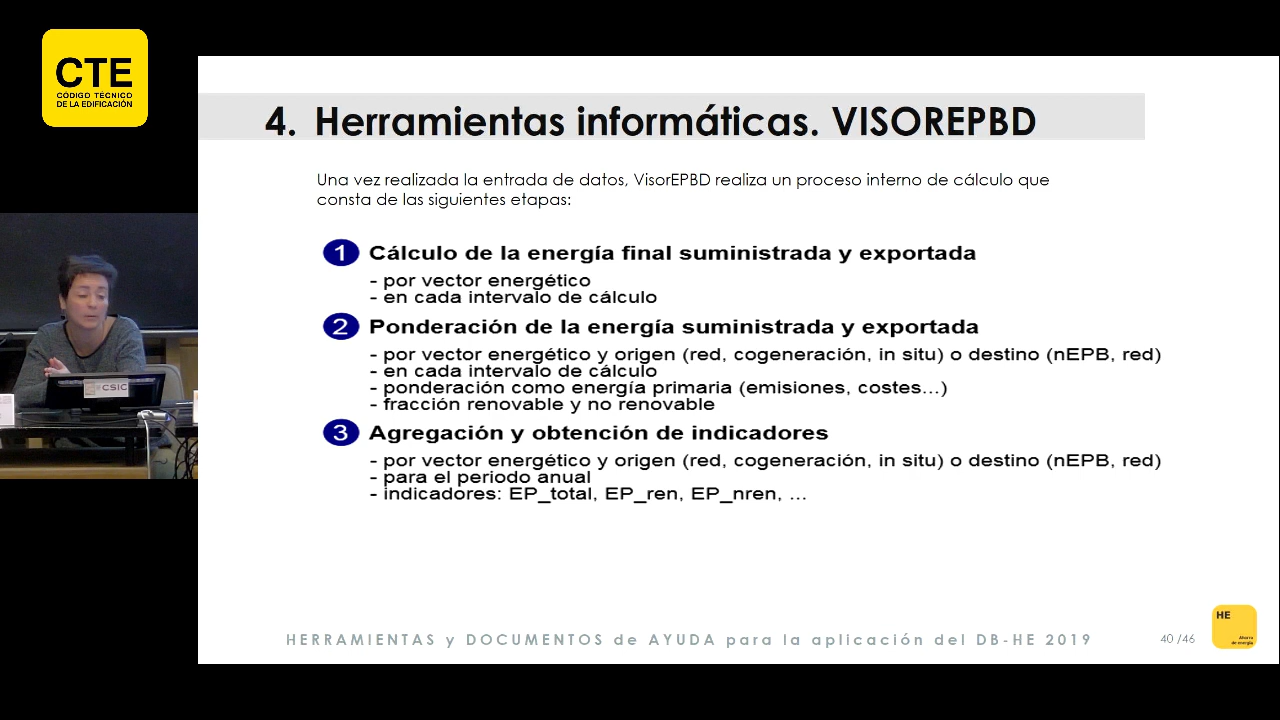 CTE
CÓDIGO TÉCNICO
DE LA EDIFICACIÓN
4. Herramientas informáticas. VISOREPBD
Una vez realizada la entrada de datos, VisorEPBD realiza un proceso interno de cálculo que
consta de las siguientes etapas:
1 Cálculo de la energía final suministrada y exportada
- por vector energético
- en cada intervalo de cálculo
2 Ponderación de la energía suministrada y exportada
- por vector energético y origen (red, cogeneración, in situ) o destino (nEPB, red)
- en cada intervalo de cálculo
- ponderación como energía primaria (emisiones, costes...)
- fracción renovable y no renovable
3 Agregación y obtención de indicadores
- por vector energético y origen (red, cogeneración, in situ) o destino (nEPB, red)
- para el periodo anual
- indicadores: EP_total, EP_ren, EP_nren, ...
CSIC
HERRAMIENTAS y DOCUMENTOS de AYUDA para la aplicación del DB-HE 2019
40 /46
HE
Ahorro
de energía